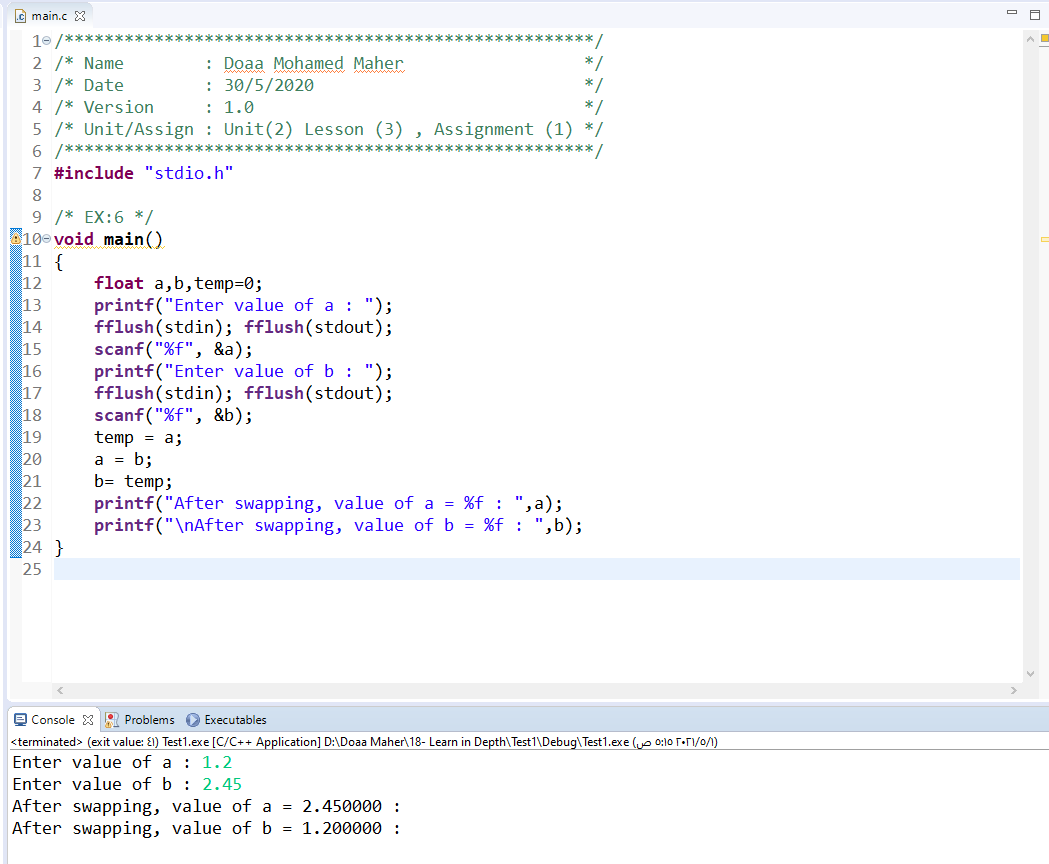 main.c
1 /*****************************************************/
2 /* Name        : Doaa Mohamed Maher                  */
3 /* Date        : 30/5/2020                           */
4 /* Version     : 1.0                                 */
5 /* Unit/Assign : Unit(2) Lesson (3) , Assignment (1) */
6 /*****************************************************/
7 #include "stdio.h"
8
9 /* EX:6 */
10 void main()
11 {
12     float a,b,temp=0;
13     printf("Enter value of a : ");
14     fflush(stdin); fflush(stdout);
15     scanf("%f", &a);
16     printf("Enter value of b : ");
17     fflush(stdin); fflush(stdout);
18     scanf("%f", &b);
19     temp = a;
20     a = b;
21     b= temp;
22     printf("After swapping, value of a = %f : ",a);
23     printf("\nAfter swapping, value of b = %f : ",b);
24 }
25
Console Problems Executables
<terminated> (exit value: ٤١) Test1.exe [C/C++ Application] D:\Doaa Maher\18- Learn in Depth\Test1\Debug\Test1.exe (٢٠٢١/٥/١ ٥:١٥ ص)
Enter value of a : 1.2
Enter value of b : 2.45
After swapping, value of a = 2.450000 :
After swapping, value of b = 1.200000 :